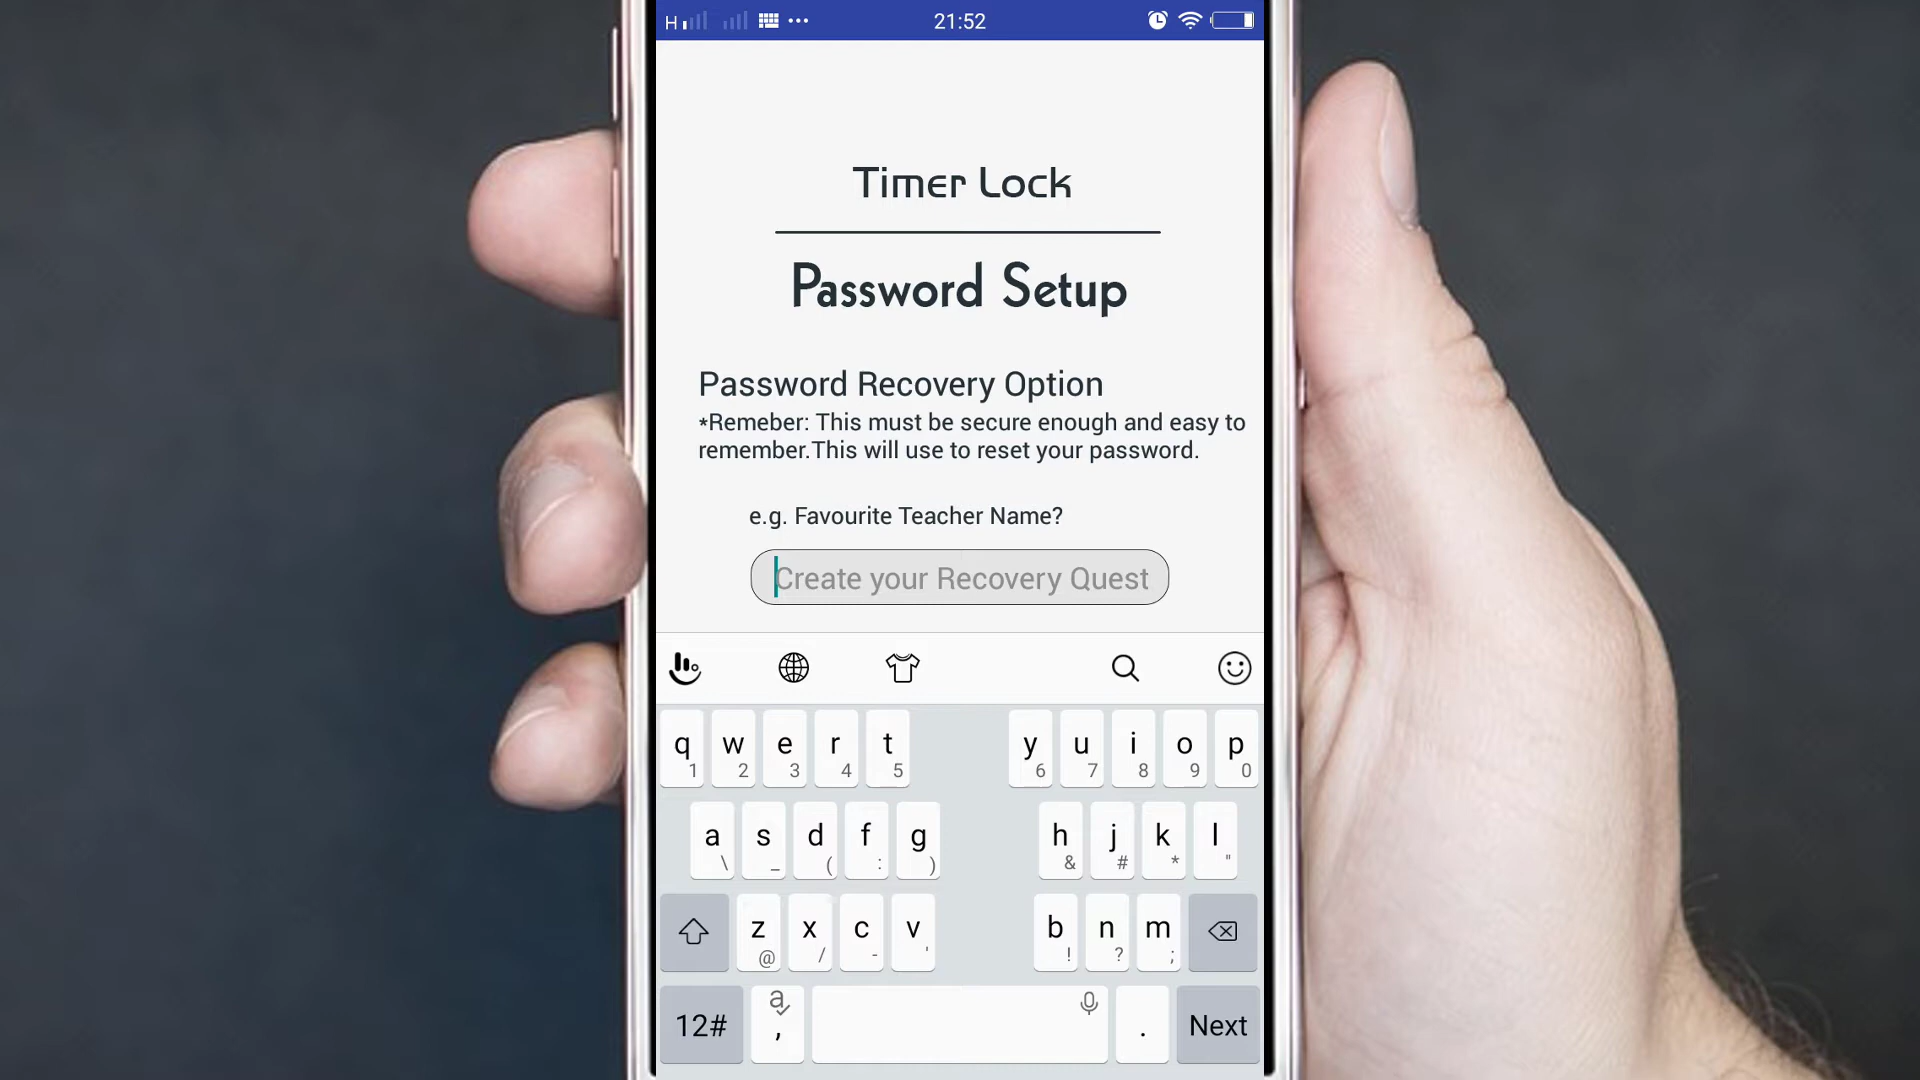 H 21:52
Timer Lock
Password Setup
Password Recovery Option
*Remeber: This must be secure enough and easy to
remember.This will use to reset your password.
e.g. Favourite Teacher Name?
Create your Recovery Quest
q 1 w 2 e 3 r 4 t 5 y 6 u 7 i 8 o 9 p 0
a \ s _ d ( f : g ) h & j # k * l "
z @ x / c - v ' b ! n ? m ;
12# a , . Next